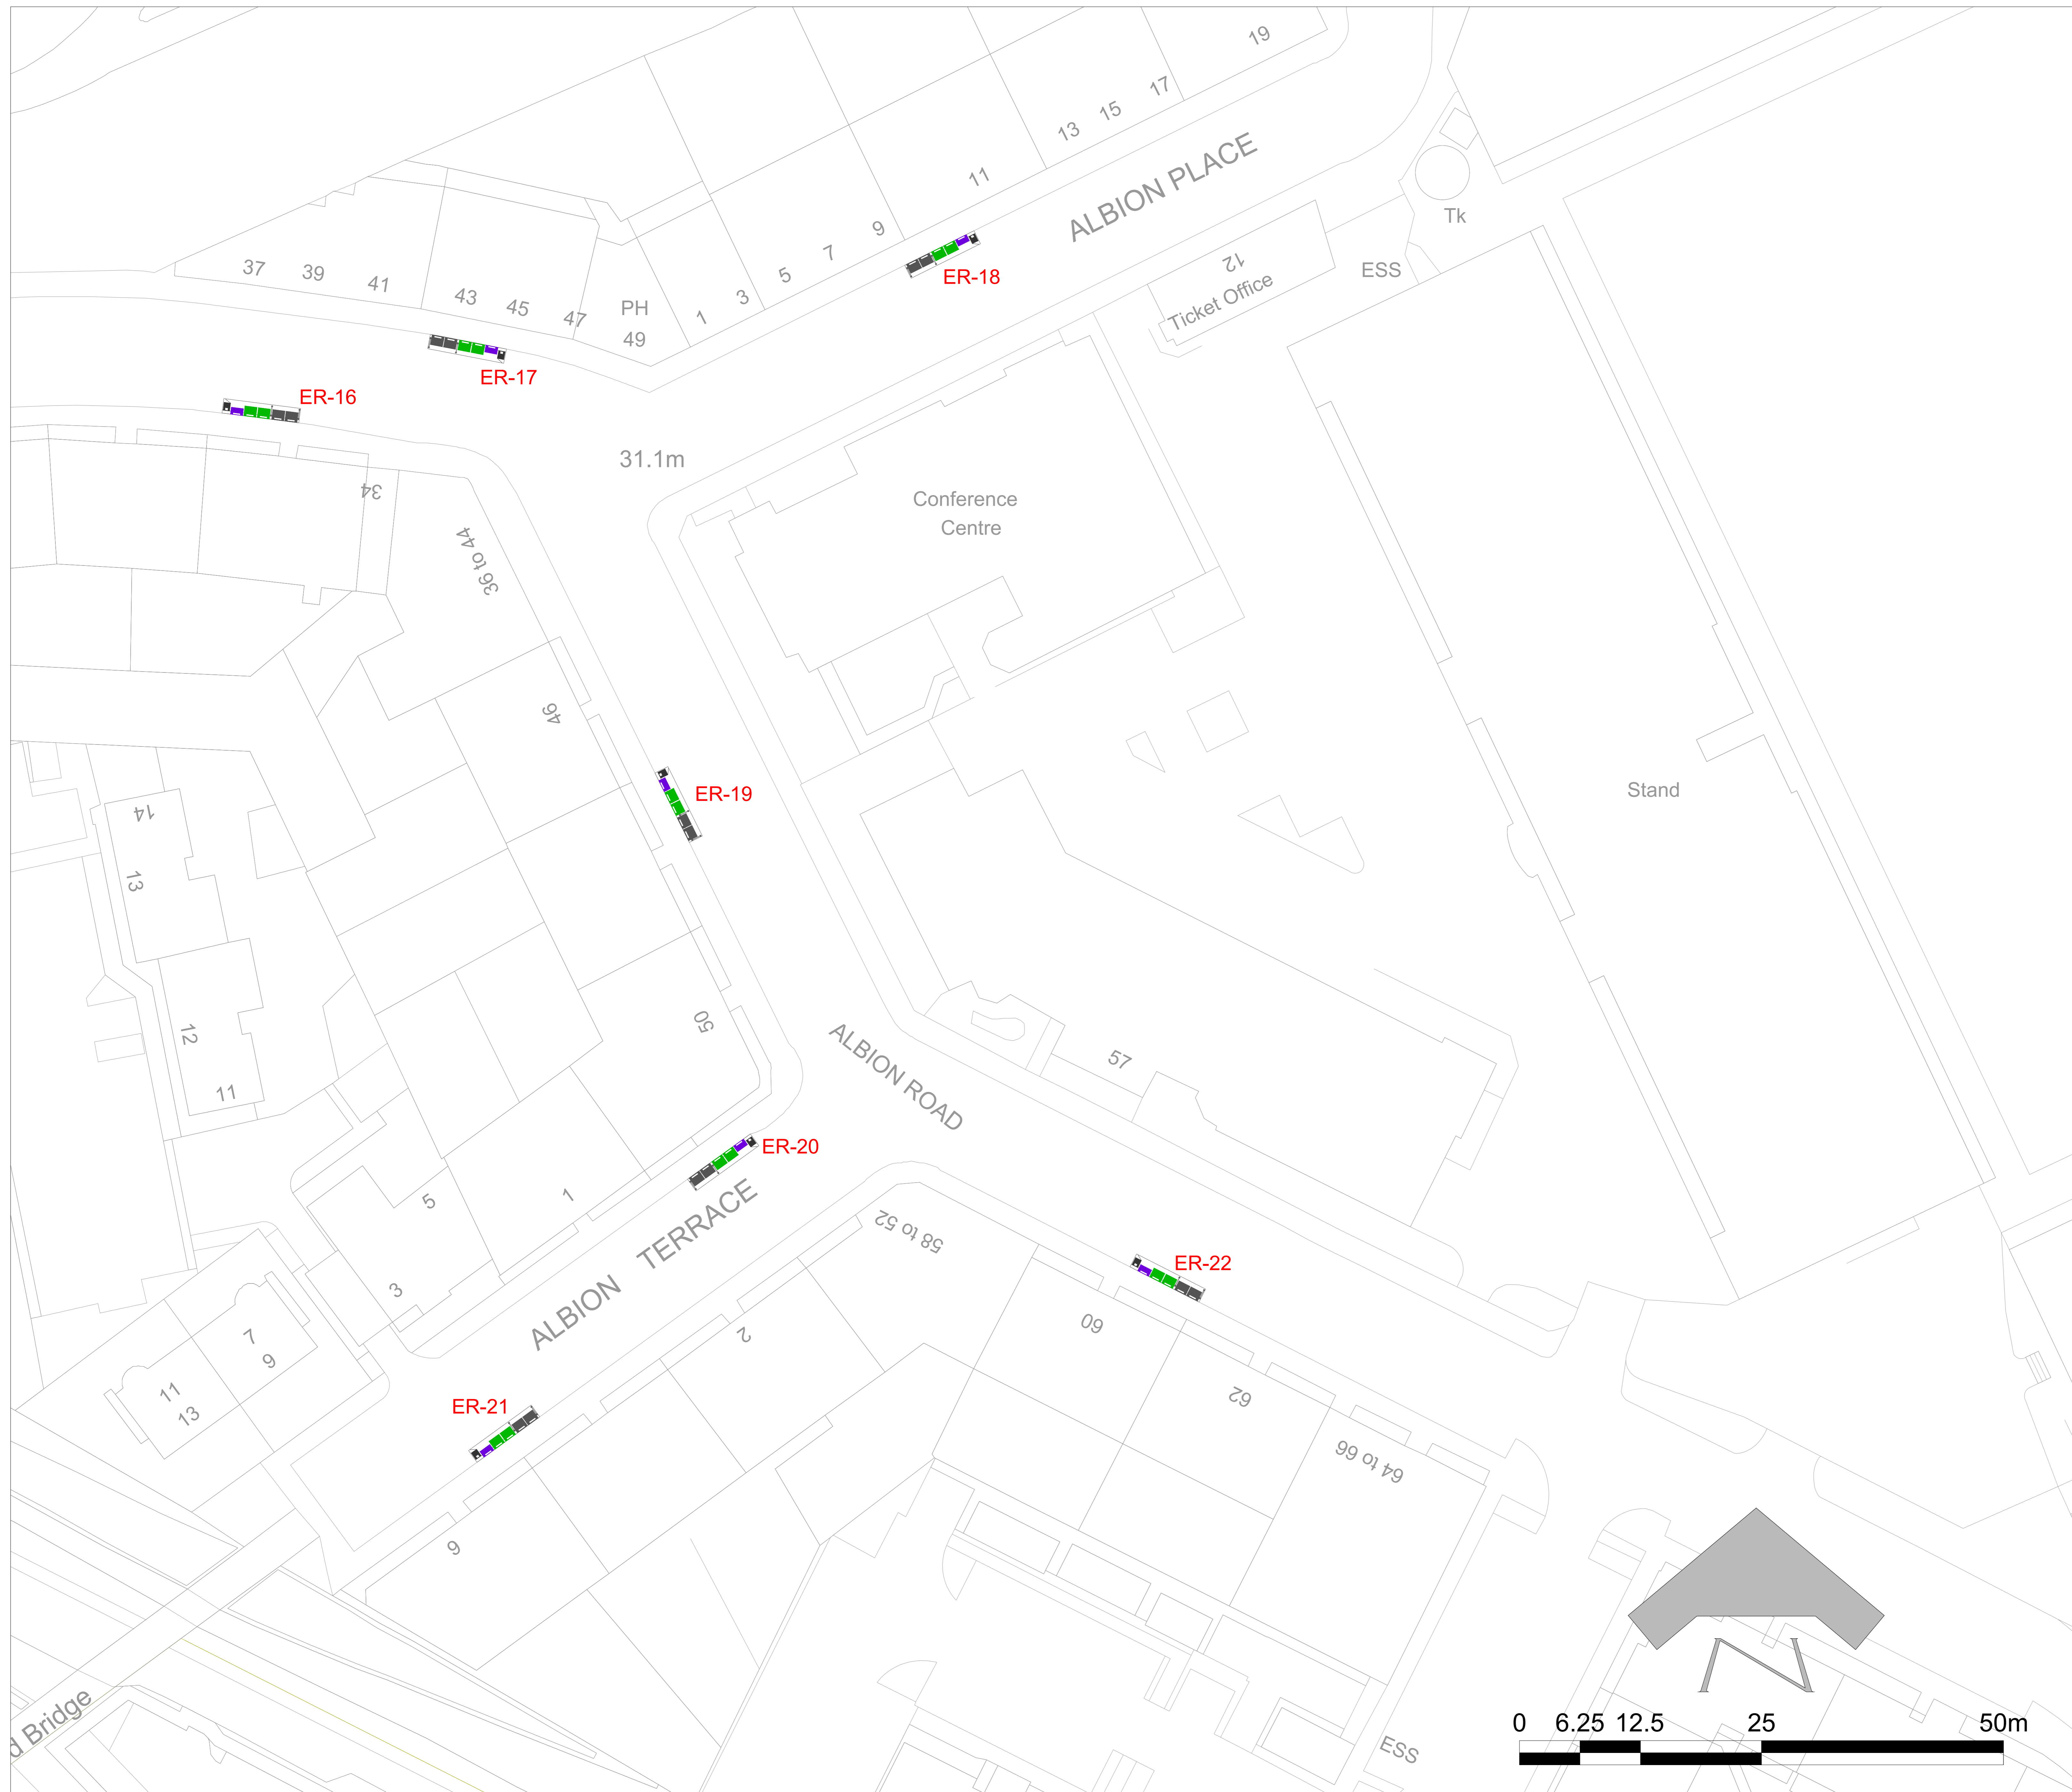 19
17
15
13
11
ALBION PLACE
9
7
5
3
1
Tk
12
Ticket Office
ESS
ER-18
37
39
41
43
45
47
PH
49
ER-17
ER-16
31.1m
34
36 to 44
Conference
Centre
46
ER-19
Stand
14
13
12
11
50
ALBION ROAD
57
ER-20
5
1
3
ALBION TERRACE
58 to 52
ER-22
60
2
7
9
11
13
62
ER-21
64 to 66
6
d Bridge
ESS
N
0 6.25 12.5 25 50m